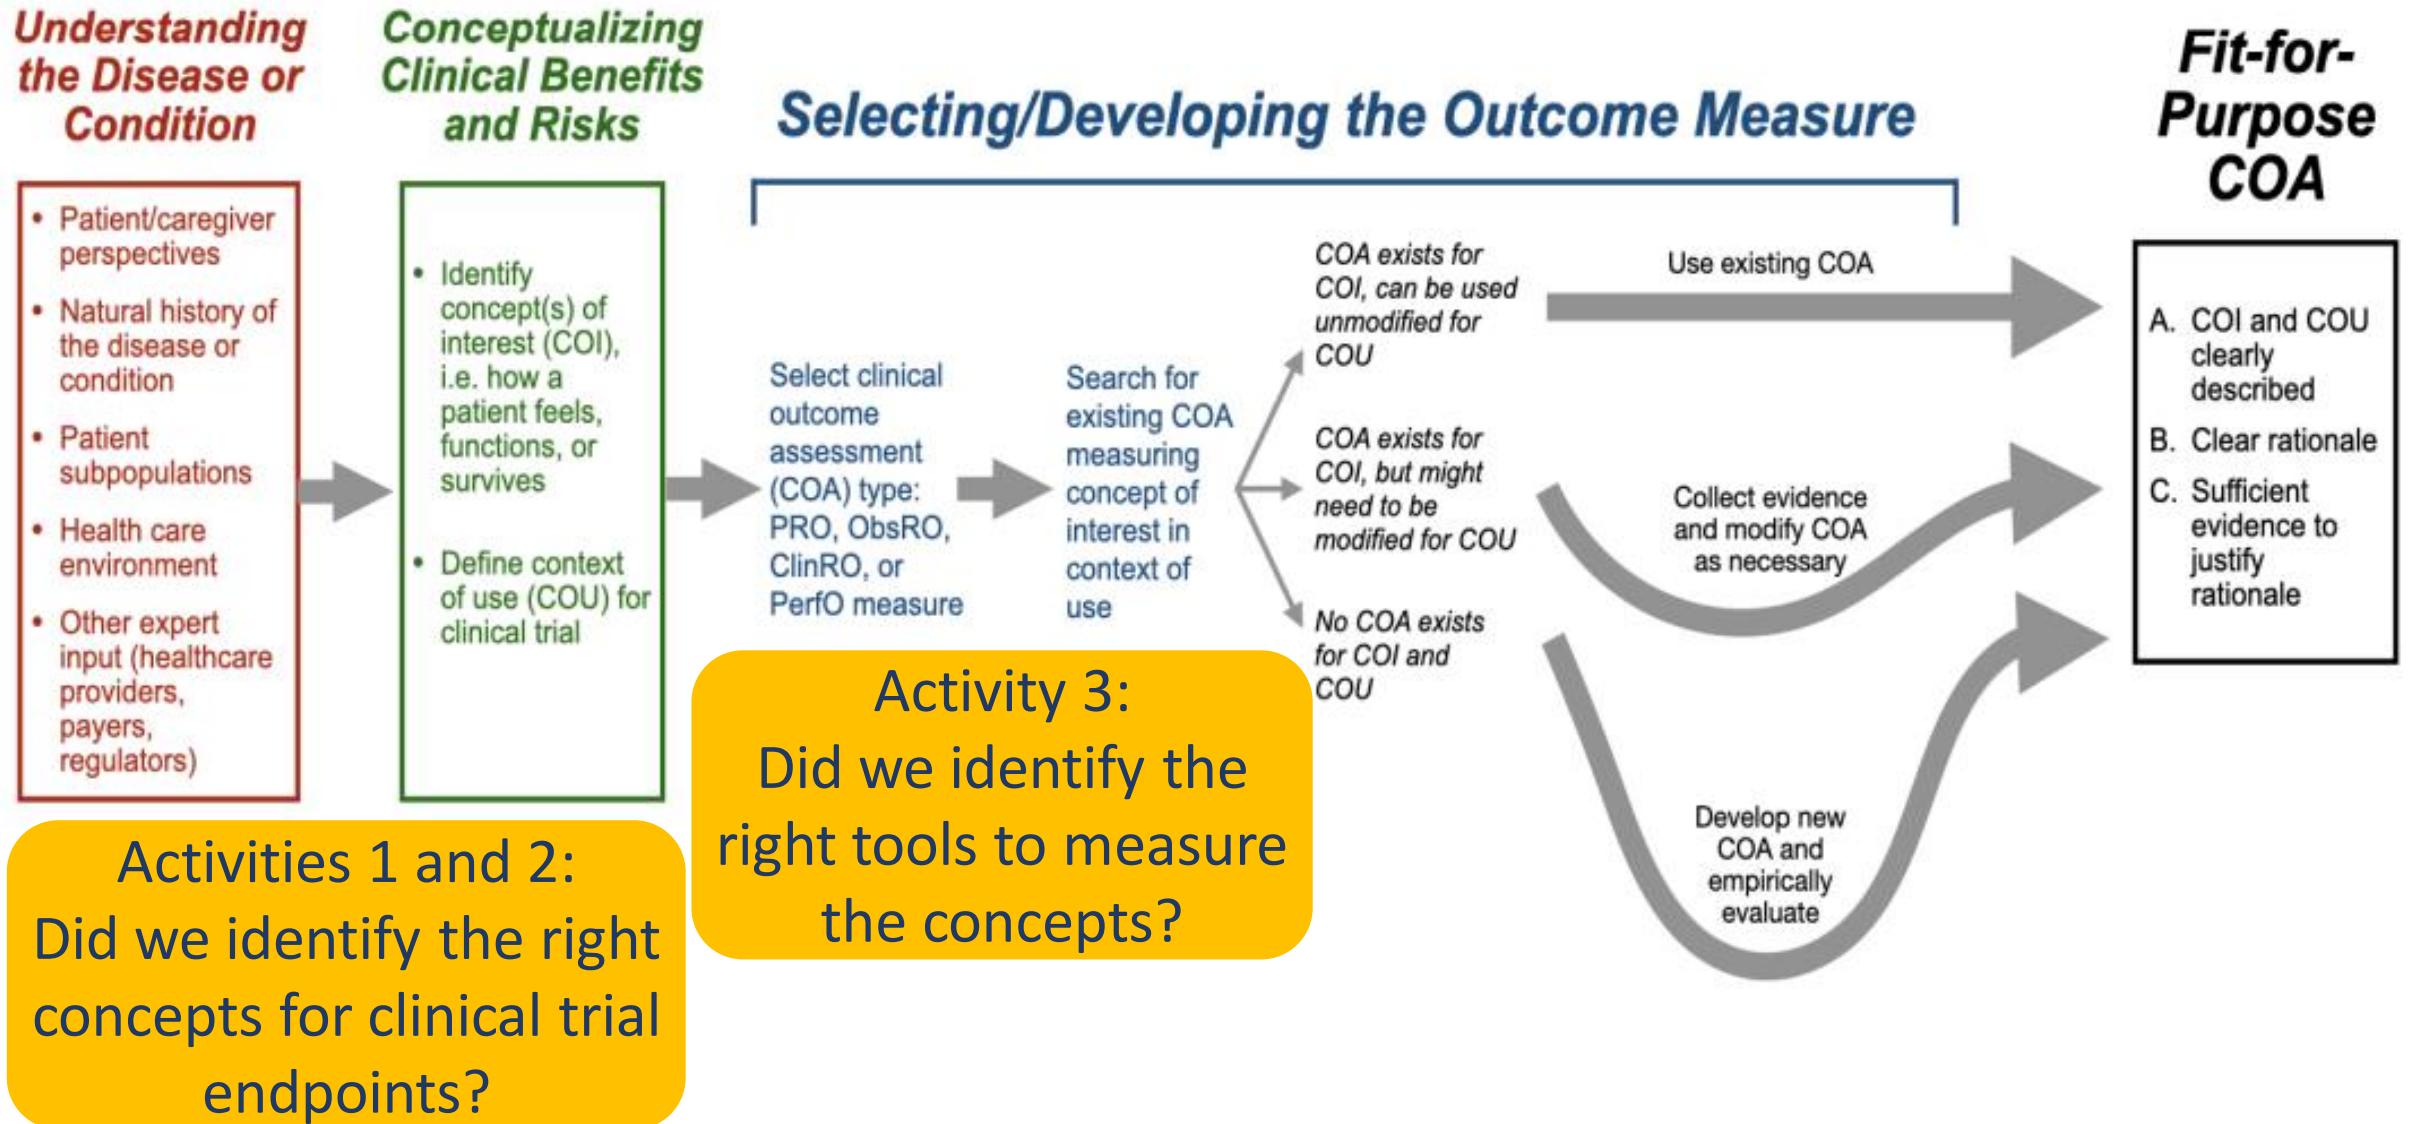 Understanding
the Disease or
Condition
• Patient/caregiver
perspectives
• Natural history of
the disease or
condition
• Patient
subpopulations
• Health care
environment
• Other expert
input (healthcare
providers,
payers,
regulators)
Activities 1 and 2:
Did we identify the right
concepts for clinical trial
endpoints?
Conceptualizing
Clinical Benefits
and Risks
• Identify
concept(s) of
interest (COI),
i.e. how a
patient feels,
functions, or
survives
• Define context
of use (COU) for
clinical trial
Selecting/Developing the Outcome Measure
Select clinical
outcome
assessment
(COA) type:
PRO, ObsRO,
ClinRO, or
PerfO measure
Search for
existing COA
measuring
concept of
interest in
context of
use
Activity 3:
Did we identify the
right tools to measure
the concepts?
COA exists for
COI, can be used
unmodified for
COU
Use existing COA
COA exists for
COI, but might
need to be
modified for COU
Collect evidence
and modify COA
as necessary
No COA exists
for COI and
COU
Develop new
COA and
empirically
evaluate
Fit-for-
Purpose
COA
A. COI and COU
clearly
described
B. Clear rationale
C. Sufficient
evidence to
justify
rationale